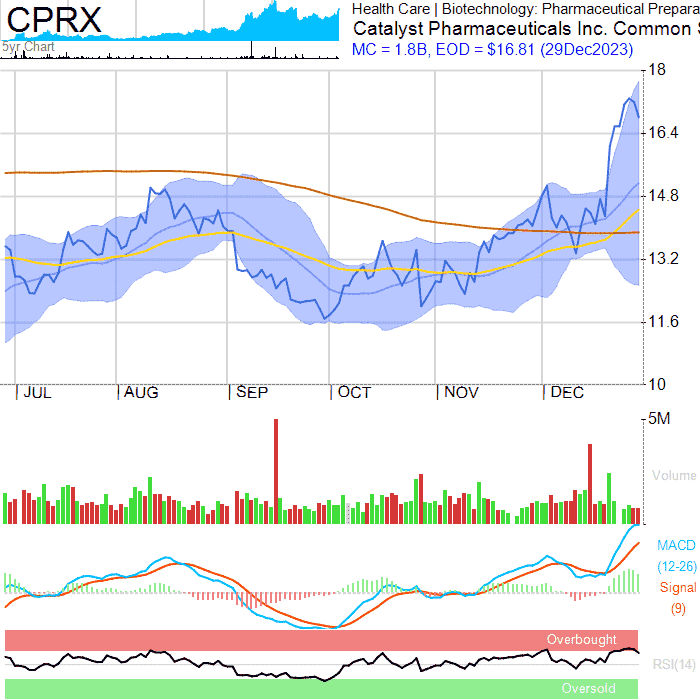 CPRX
Health Care | Biotechnology: Pharmaceutical Prepara
Catalyst Pharmaceuticals Inc. Common S
MC = 1.8B, EOD = $16.81 (29Dec2023)
5yr Chart
18
16.4
14.8
13.2
11.6
10
JUL AUG SEP OCT NOV DEC
5M
Volume
MACD
(12-26)
Signal
(9)
Overbought
RSI(14)
Oversold